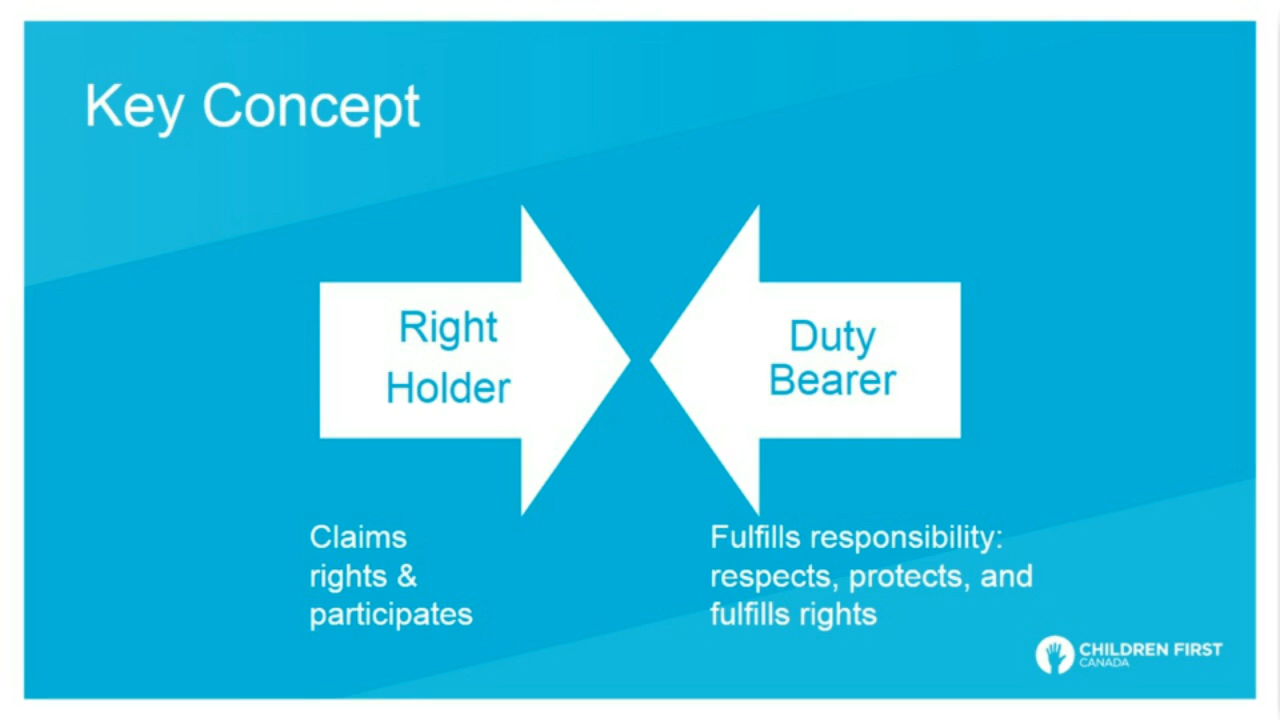 Key Concept
Right
Holder
Duty
Bearer
Claims
rights &
participates
Fulfills responsibility:
respects, protects, and
fulfills rights
CHILDREN FIRST
CANADA